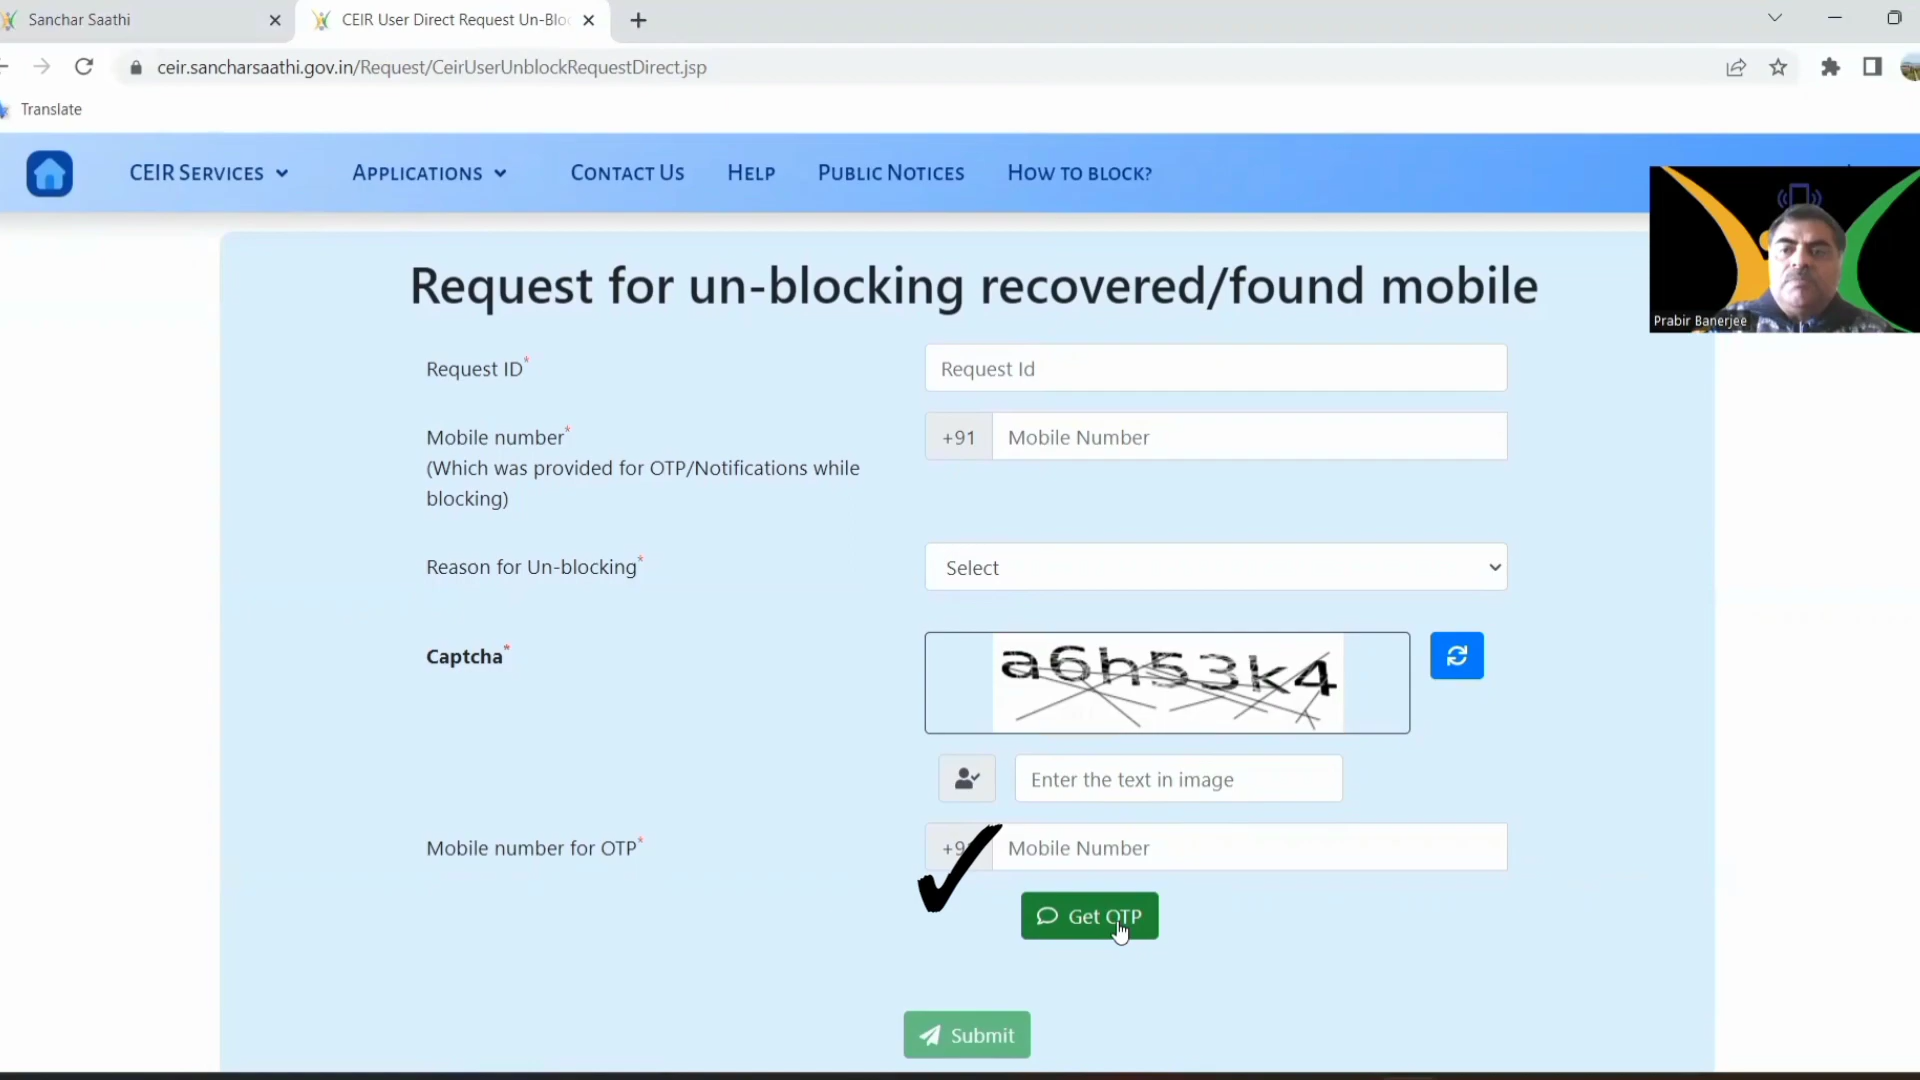 Sanchar Saathi
CEIR User Direct Request Un-Blo
ceir.sancharsaathi.gov.in/Request/CeirUserUnblockRequestDirect.jsp
Translate
CEIR SERVICES
APPLICATIONS
CONTACT US
HELP
PUBLIC NOTICES
HOW TO BLOCK?
Prabir Banerjee
Request for un-blocking recovered/found mobile
Request ID*
Request Id
Mobile number*
(Which was provided for OTP/Notifications while
blocking)
+91
Mobile Number
Reason for Un-blocking*
Select
Captcha*
a6h53k4
Enter the text in image
Mobile number for OTP*
+9
Mobile Number
Get OTP
Submit